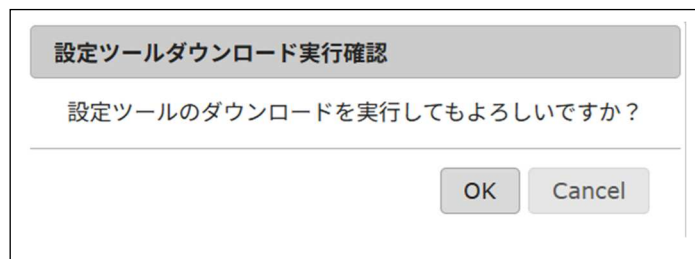 設定ツールダウンロード実行確認
設定ツールのダウンロードを実行してもよろしいですか？
OK Cancel